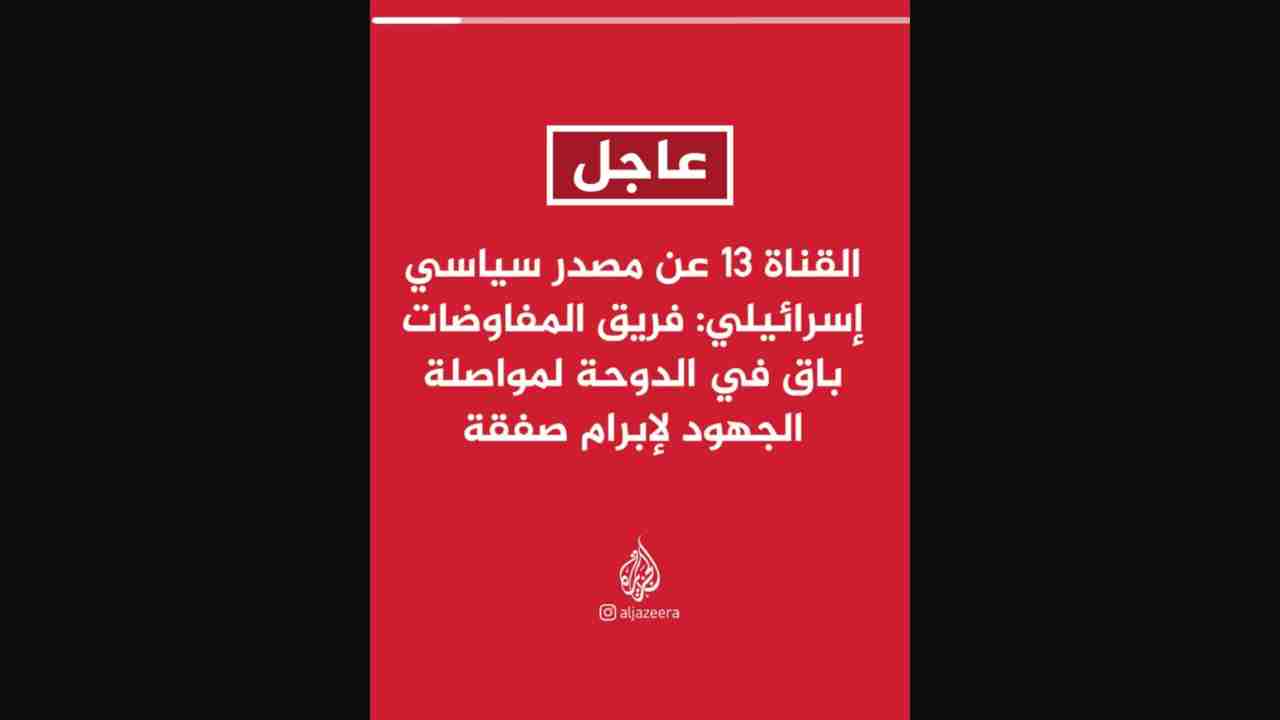 عاجل
القناة 13 عن مصدر سياسي
إسرائيلي: فريق المفاوضات
باق في الدوحة لمواصلة
الجهود لإبرام صفقة
الجزيرة
aljazeera